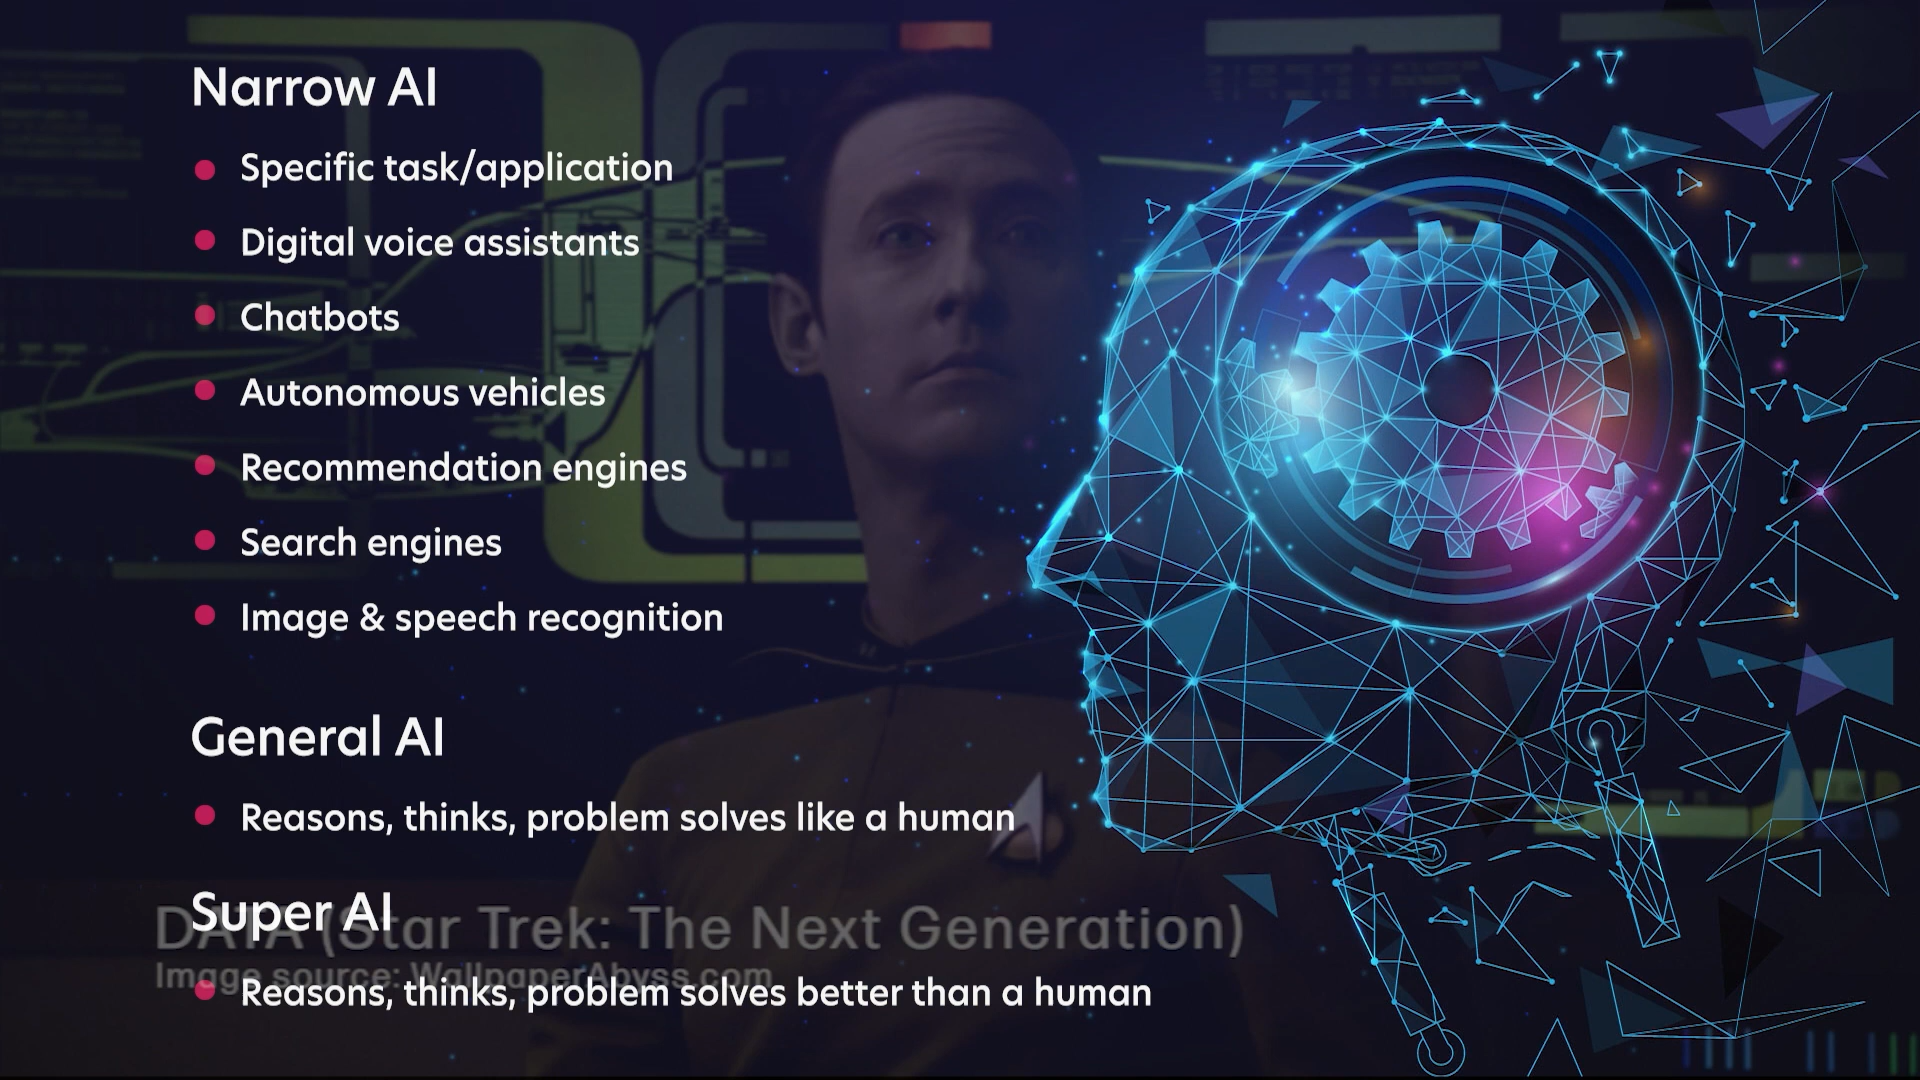 Narrow AI
Specific task/application
Digital voice assistants
Chatbots
Autonomous vehicles
Recommendation engines
Search engines
Image & speech recognition
General AI
Reasons, thinks, problem solves like a human
Super AI
DATA (Star Trek: The Next Generation)
Image source: WallpaperAbyss.com
Reasons, thinks, problem solves better than a human